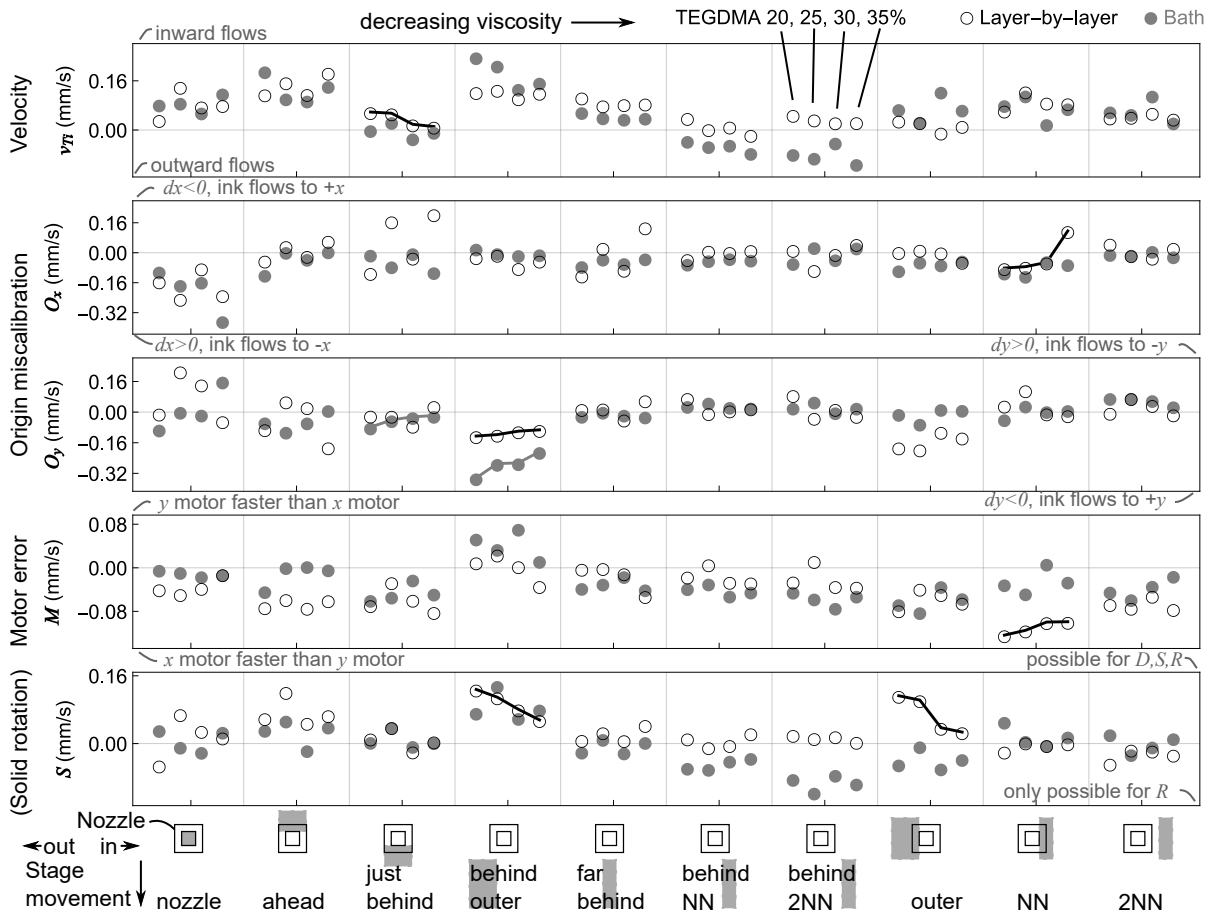 inward flows
decreasing viscosity
TEGDMA 20, 25, 30, 35%
Layer−by−layer
Bath
Velocity
vTi (mm/s)
0.16
0.00
outward flows
dx<0, ink flows to +x
Origin miscalibration
Ox (mm/s)
0.16
0.00
−0.16
−0.32
dx>0, ink flows to -x
dy>0, ink flows to -y
Oy (mm/s)
0.16
0.00
−0.16
−0.32
y motor faster than x motor
dy<0, ink flows to +y
Motor error
M (mm/s)
0.08
0.00
−0.08
x motor faster than y motor
possible for D,S,R
(Solid rotation)
S (mm/s)
0.16
0.00
only possible for R
Nozzle
out in
Stage
movement
nozzle
ahead
just
behind
behind
outer
far
behind
behind
NN
behind
2NN
outer
NN
2NN